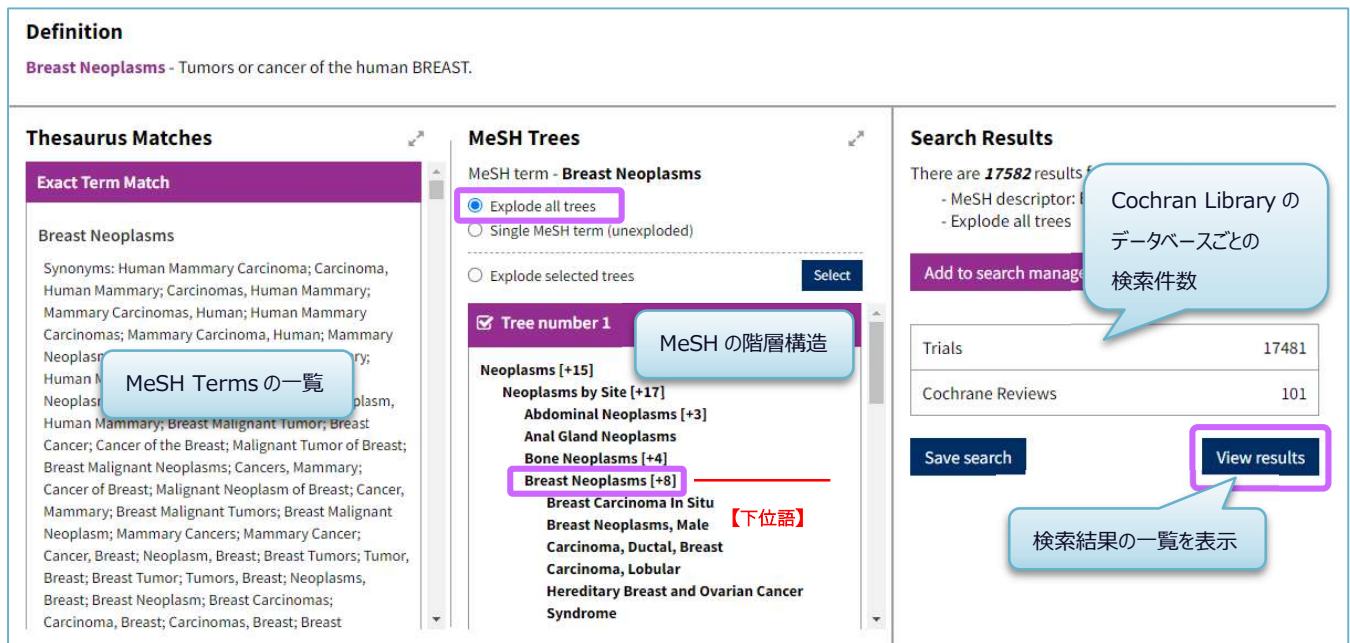 Definition
Breast Neoplasms - Tumors or cancer of the human BREAST.
Thesaurus Matches
Exact Term Match
Breast Neoplasms
Synonyms: Human Mammary Carcinoma; Carcinoma,
Human Mammary; Carcinomas, Human Mammary;
Mammary Carcinomas, Human; Human Mammary
Carcinomas; Mammary Carcinoma, Human; Mammary
Human
Human Mammary; Breast Malignant Tumor; Breast
Cancer; Cancer of the Breast; Malignant Tumor of Breast;
Breast Malignant Neoplasms; Cancers, Mammary;
Cancer of Breast; Malignant Neoplasm of Breast; Cancer,
Mammary; Breast Malignant Tumors; Breast Malignant
Neoplasm; Mammary Cancers; Mammary Cancer;
Cancer, Breast; Neoplasm, Breast; Breast Tumors; Tumor,
Breast; Breast Tumor; Tumors, Breast; Neoplasms,
Breast; Breast Neoplasm; Breast Carcinomas;
Carcinoma, Breast; Carcinomas, Breast; Breast
MeSH Terms の一覧
MeSH Trees
MeSH term - Breast Neoplasms
Explode all trees
Single MeSH term (unexploded)
Explode selected trees
Select
Tree number 1
MeSH の階層構造
Neoplasms [+15]
Neoplasms by Site [+17]
Abdominal Neoplasms [+3]
Anal Gland Neoplasms
Bone Neoplasms [+4]
Breast Neoplasms [+8]
Breast Carcinoma In Situ
Breast Neoplasms, Male
【下位語】
Carcinoma, Ductal, Breast
Carcinoma, Lobular
Hereditary Breast and Ovarian Cancer
Syndrome
Search Results
There are 17582 results
- MeSH descriptor:
- Explode all trees
Add to search
Cochran Library の
データベースごとの
検索件数
Trials 17481
Cochrane Reviews 101
Save search
View results
検索結果の一覧を表示